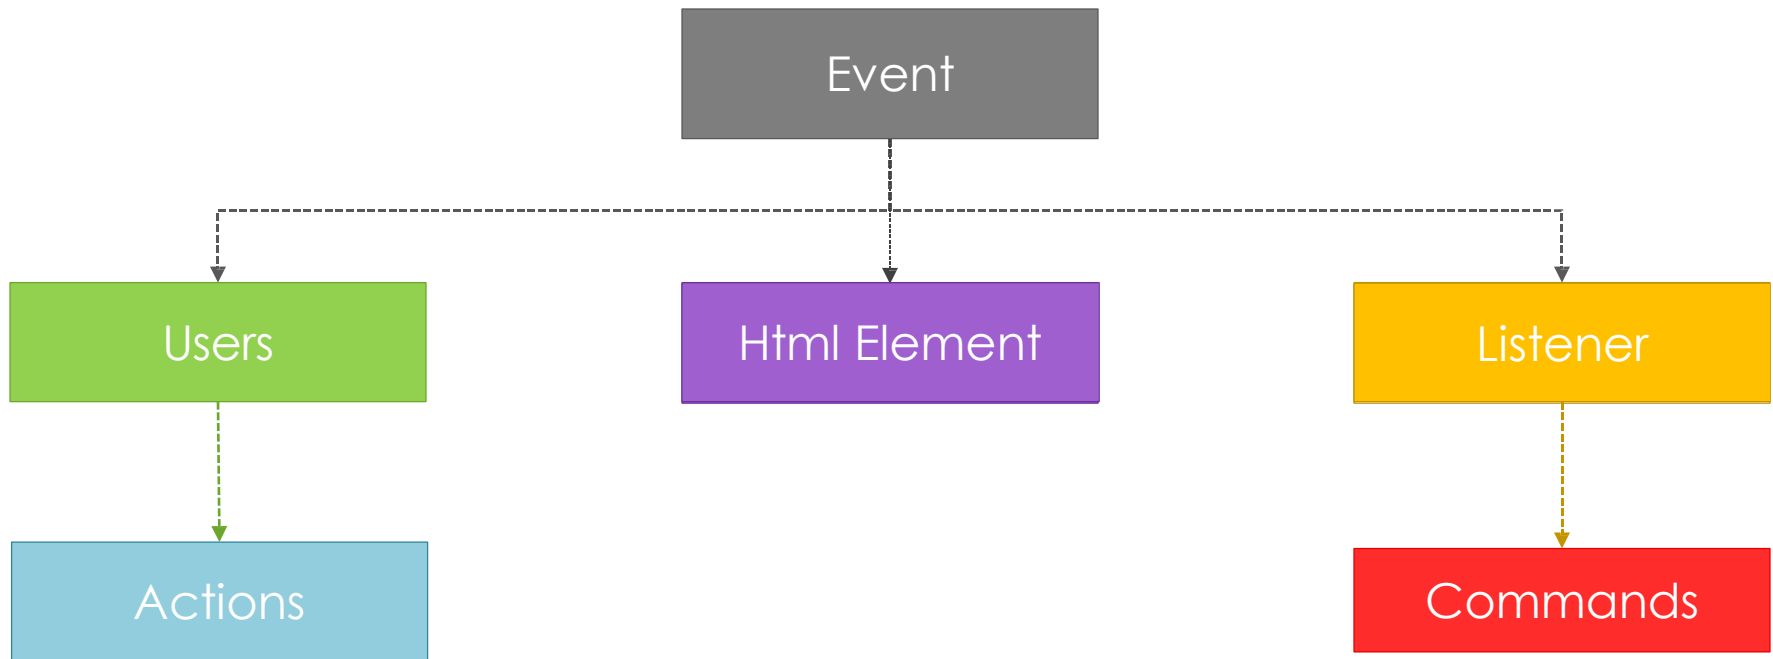 Event
Users
Html Element
Listener
Actions
Commands